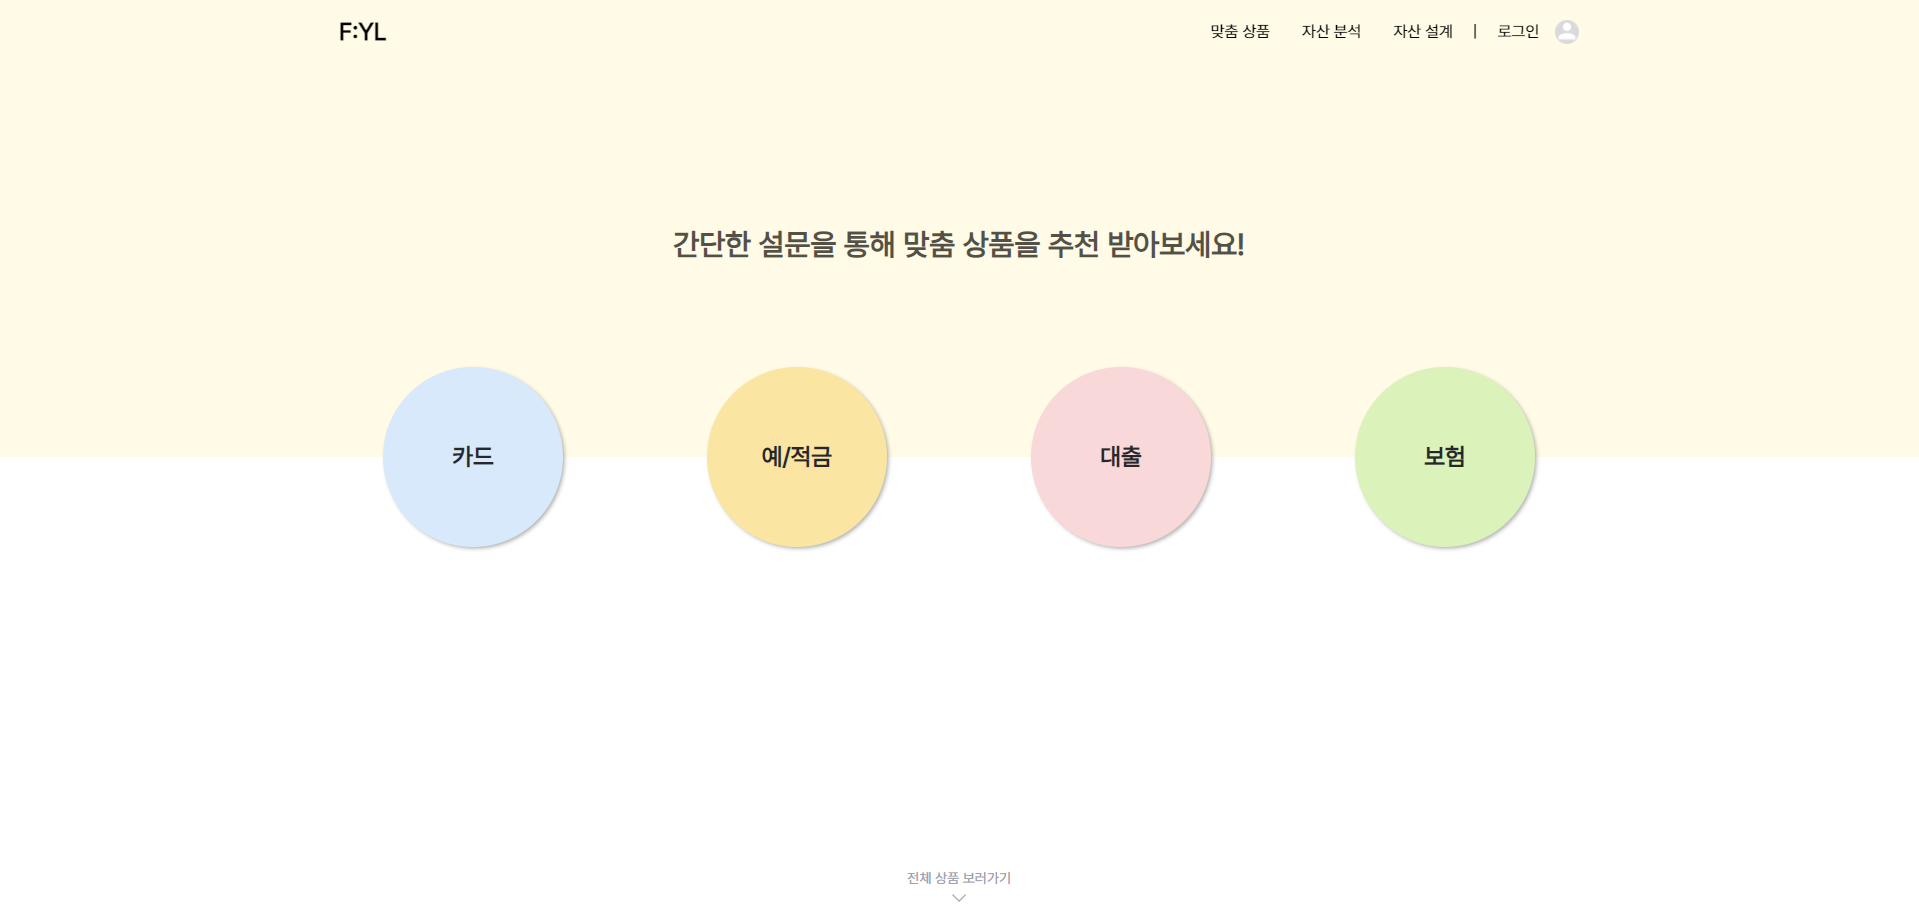 F:YL
맞춤 상품
자산 분석
자산 설계
|
로그인
간단한 설문을 통해 맞춤 상품을 추천 받아보세요!
카드
예/적금
대출
보험
전체 상품 보러가기